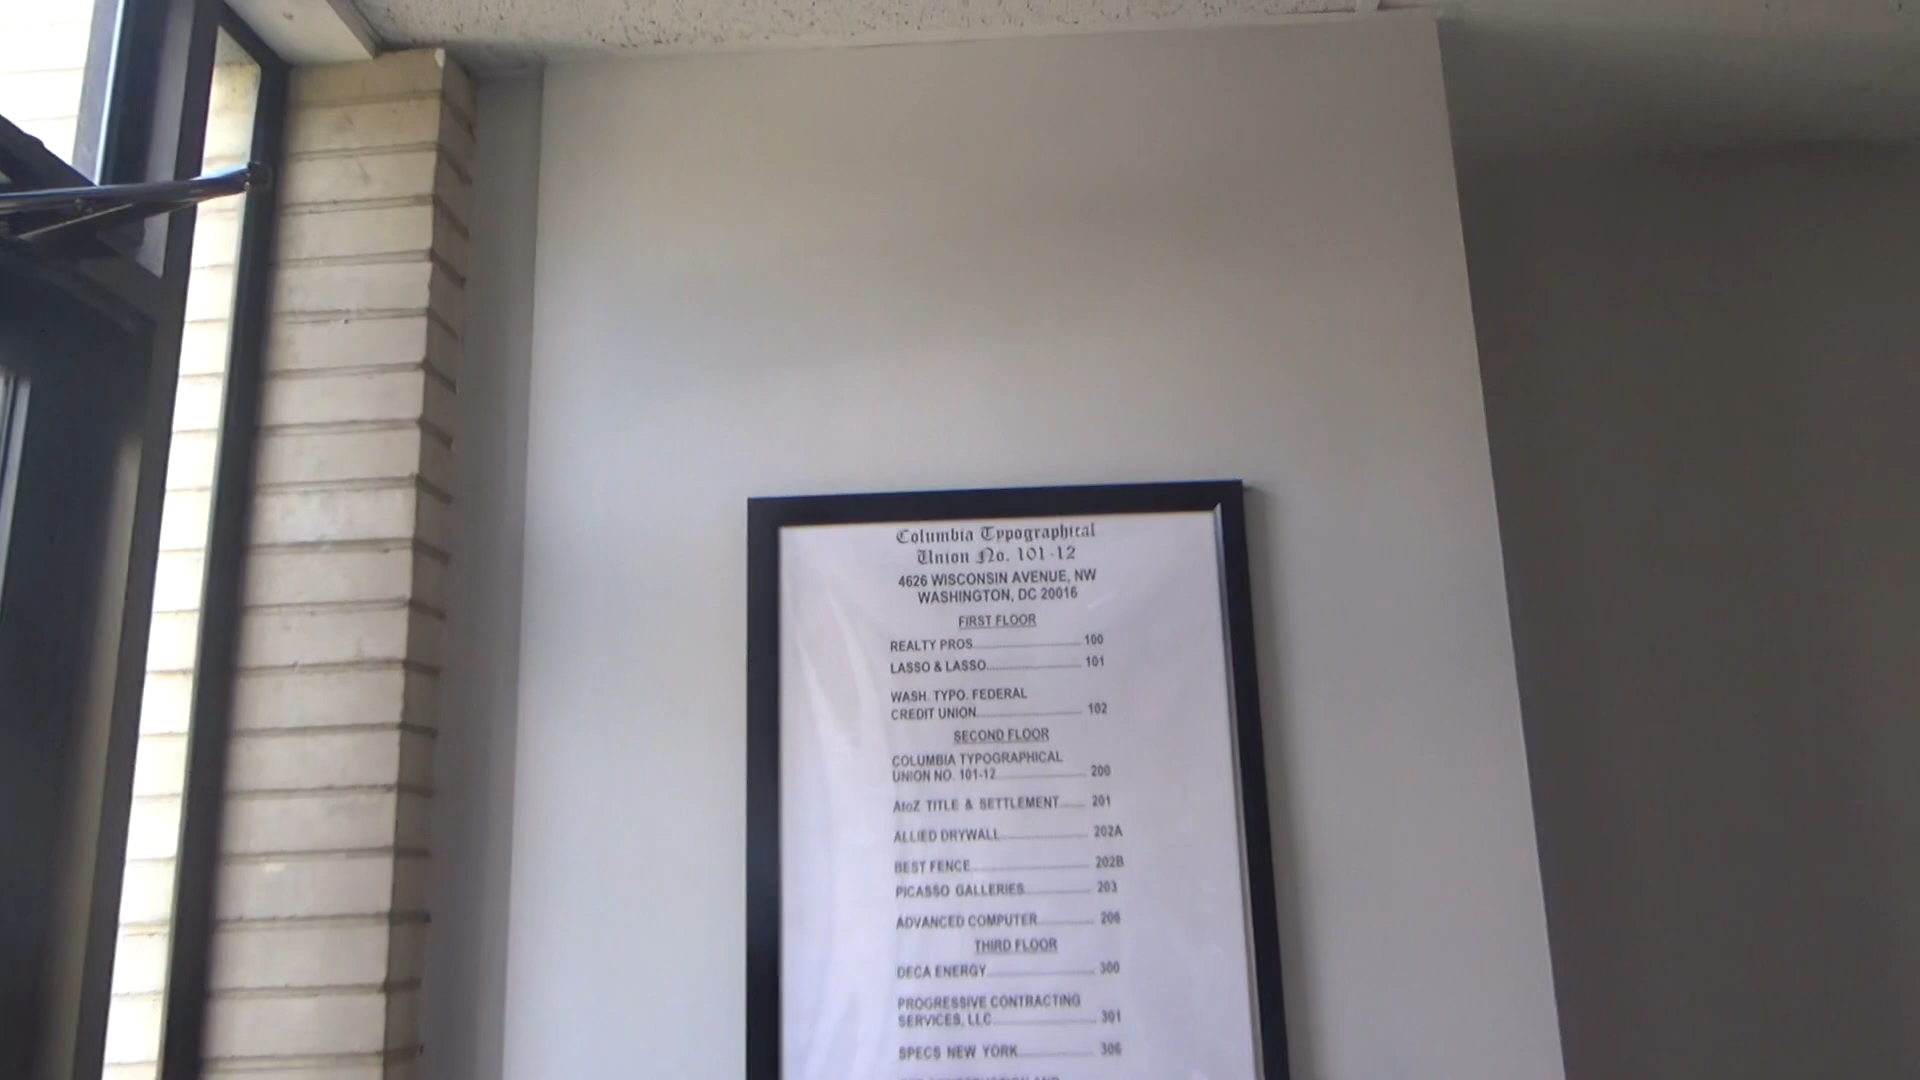 Columbia Typographical
Union No. 101-12
4626 WISCONSIN AVENUE, NW
WASHINGTON, DC 20016
FIRST FLOOR
REALTY PROS 100
LASSO & LASSO 101
WASH. TYPO. FEDERAL
CREDIT UNION 102
SECOND FLOOR
COLUMBIA TYPOGRAPHICAL
UNION NO. 101-12 200
AtoZ TITLE & SETTLEMENT 201
ALLIED DRYWALL 202A
BEST FENCE 202B
PICASSO GALLERIES 203
ADVANCED COMPUTER 206
THIRD FLOOR
DECA ENERGY 300
PROGRESSIVE CONTRACTING
SERVICES, LLC 301
SPECS NEW YORK 306